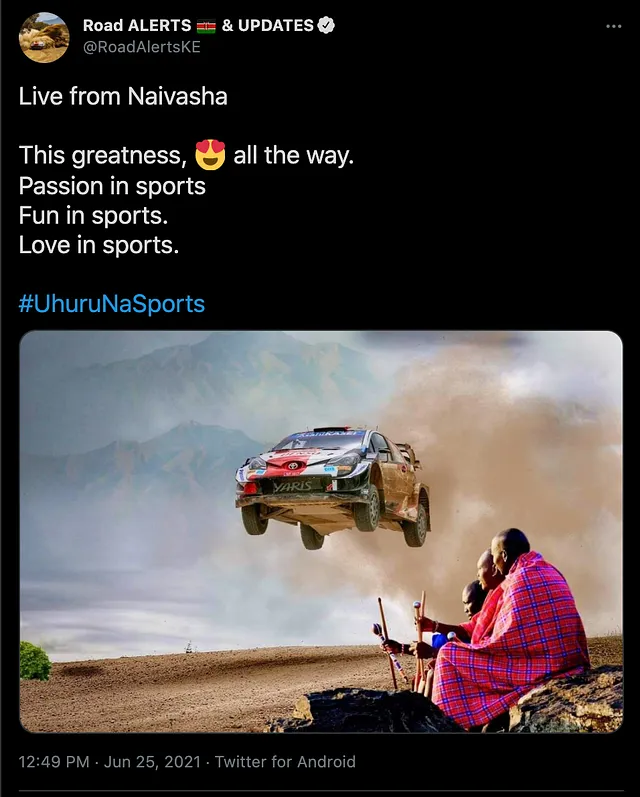 Road ALERTS 🇰🇪 & UPDATES
@RoadAlertsKE
Live from Naivasha
This greatness, 😍 all the way.
Passion in sports
Fun in sports.
Love in sports.
#UhuruNaSports
YARIS
12:49 PM · Jun 25, 2021 · Twitter for Android